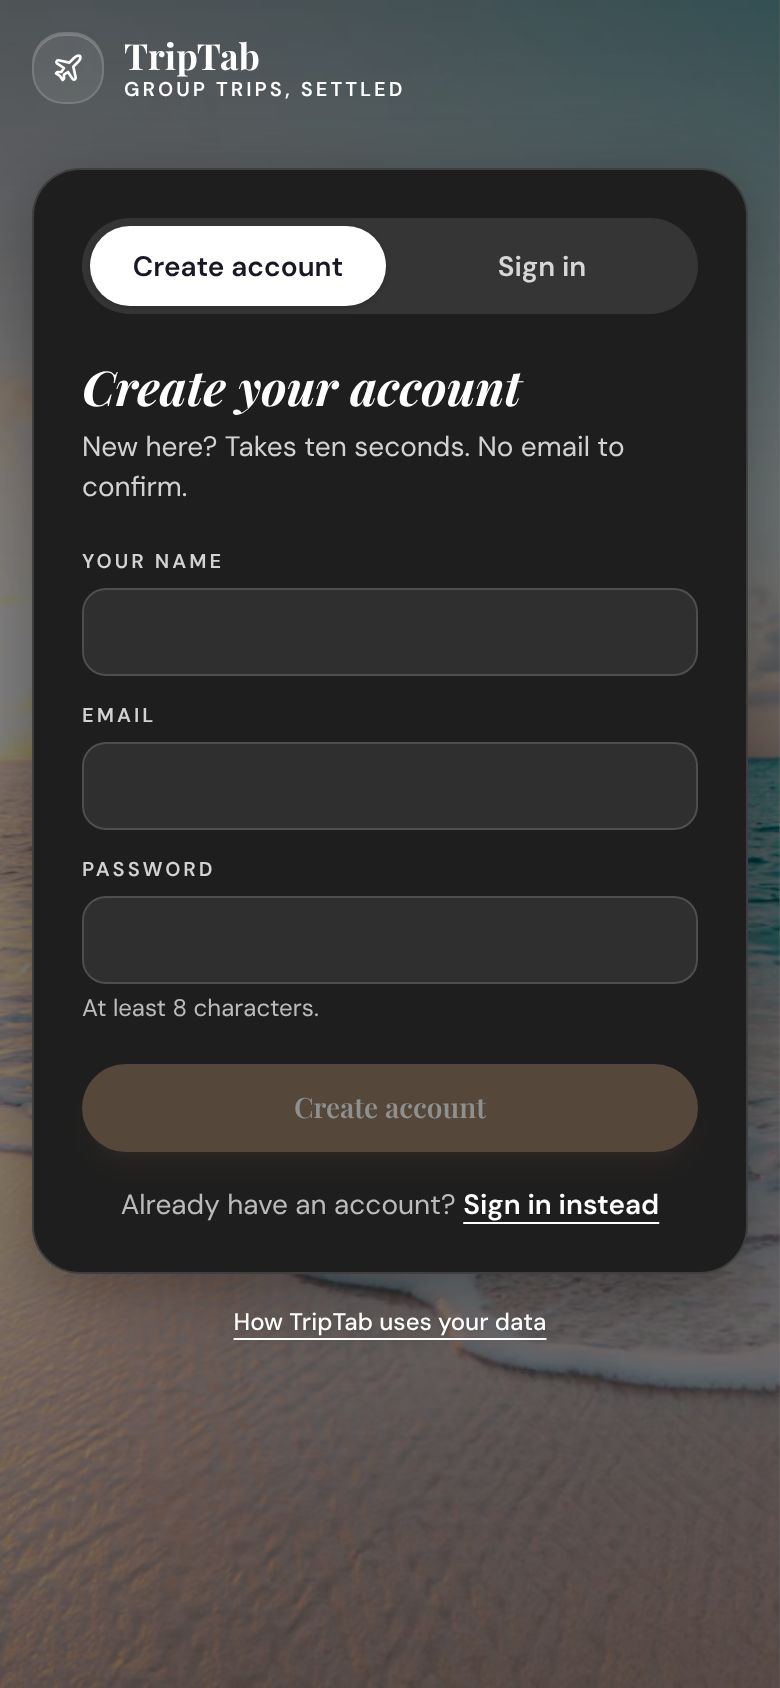 TripTab
GROUP TRIPS, SETTLED
Create account
Sign in
Create your account
New here? Takes ten seconds. No email to
confirm.
YOUR NAME
EMAIL
PASSWORD
At least 8 characters.
Create account
Already have an account? Sign in instead
How TripTab uses your data